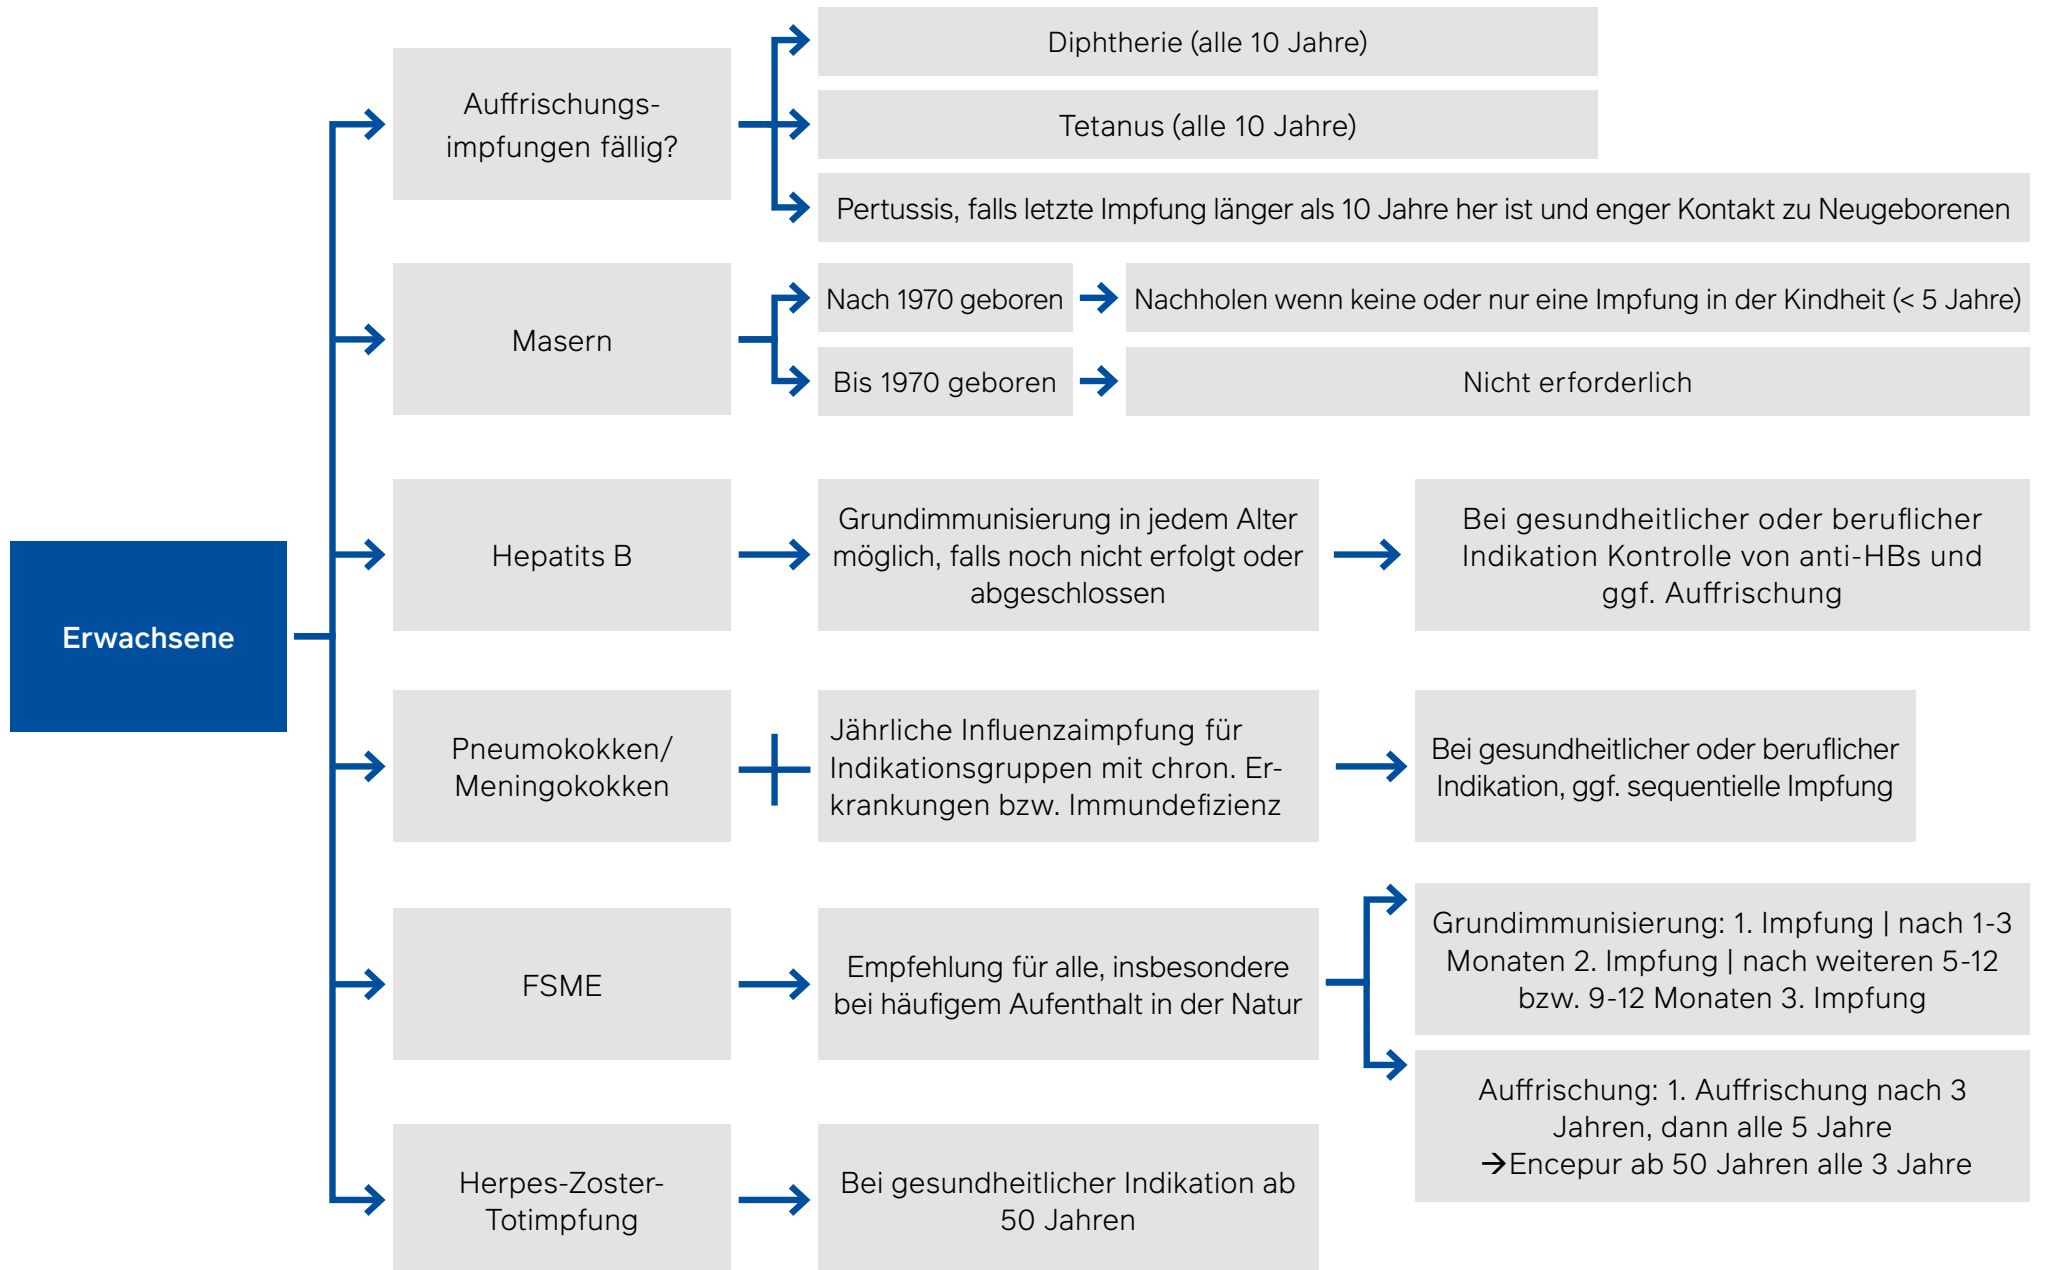 Erwachsene
Auffrischungs-
impfungen fällig?
Diphtherie (alle 10 Jahre)
Tetanus (alle 10 Jahre)
Pertussis, falls letzte Impfung länger als 10 Jahre her ist und enger Kontakt zu Neugeborenen
Masern
Nach 1970 geboren
Nachholen wenn keine oder nur eine Impfung in der Kindheit (< 5 Jahre)
Bis 1970 geboren
Nicht erforderlich
Hepatits B
Grundimmunisierung in jedem Alter
möglich, falls noch nicht erfolgt oder
abgeschlossen
Bei gesundheitlicher oder beruflicher
Indikation Kontrolle von anti-HBs und
ggf. Auffrischung
Pneumokokken/
Meningokokken
Jährliche Influenzaimpfung für
Indikationsgruppen mit chron. Er-
krankungen bzw. Immundefizienz
Bei gesundheitlicher oder beruflicher
Indikation, ggf. sequentielle Impfung
FSME
Empfehlung für alle, insbesondere
bei häufigem Aufenthalt in der Natur
Grundimmunisierung: 1. Impfung | nach 1-3
Monaten 2. Impfung | nach weiteren 5-12
bzw. 9-12 Monaten 3. Impfung
Auffrischung: 1. Auffrischung nach 3
Jahren, dann alle 5 Jahre
→Encepur ab 50 Jahren alle 3 Jahre
Herpes-Zoster-
Totimpfung
Bei gesundheitlicher Indikation ab
50 Jahren